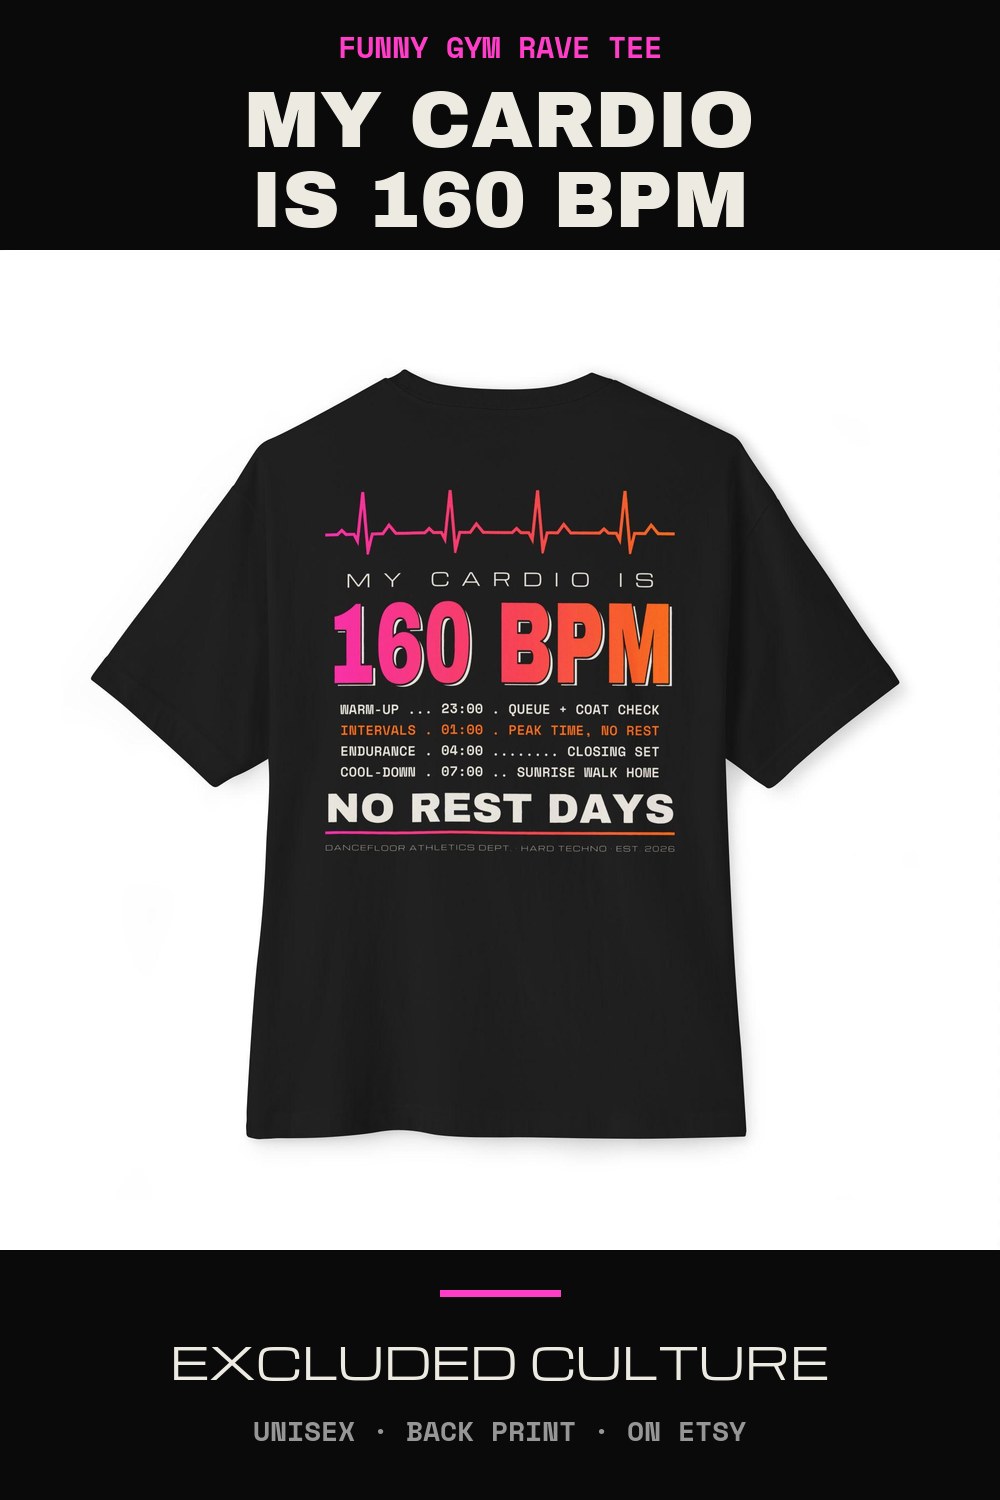 FUNNY GYM RAVE TEE
MY CARDIO
IS 160 BPM
MY CARDIO IS
160 BPM
WARM-UP ... 23:00 . QUEUE + COAT CHECK
INTERVALS . 01:00 . PEAK TIME, NO REST
ENDURANCE . 04:00 ........ CLOSING SET
COOL-DOWN . 07:00 .. SUNRISE WALK HOME
NO REST DAYS
DANCEFLOOR ATHLETICS DEPT. · HARD TECHNO · EST. 2026
EXCLUDED CULTURE
UNISEX · BACK PRINT · ON ETSY